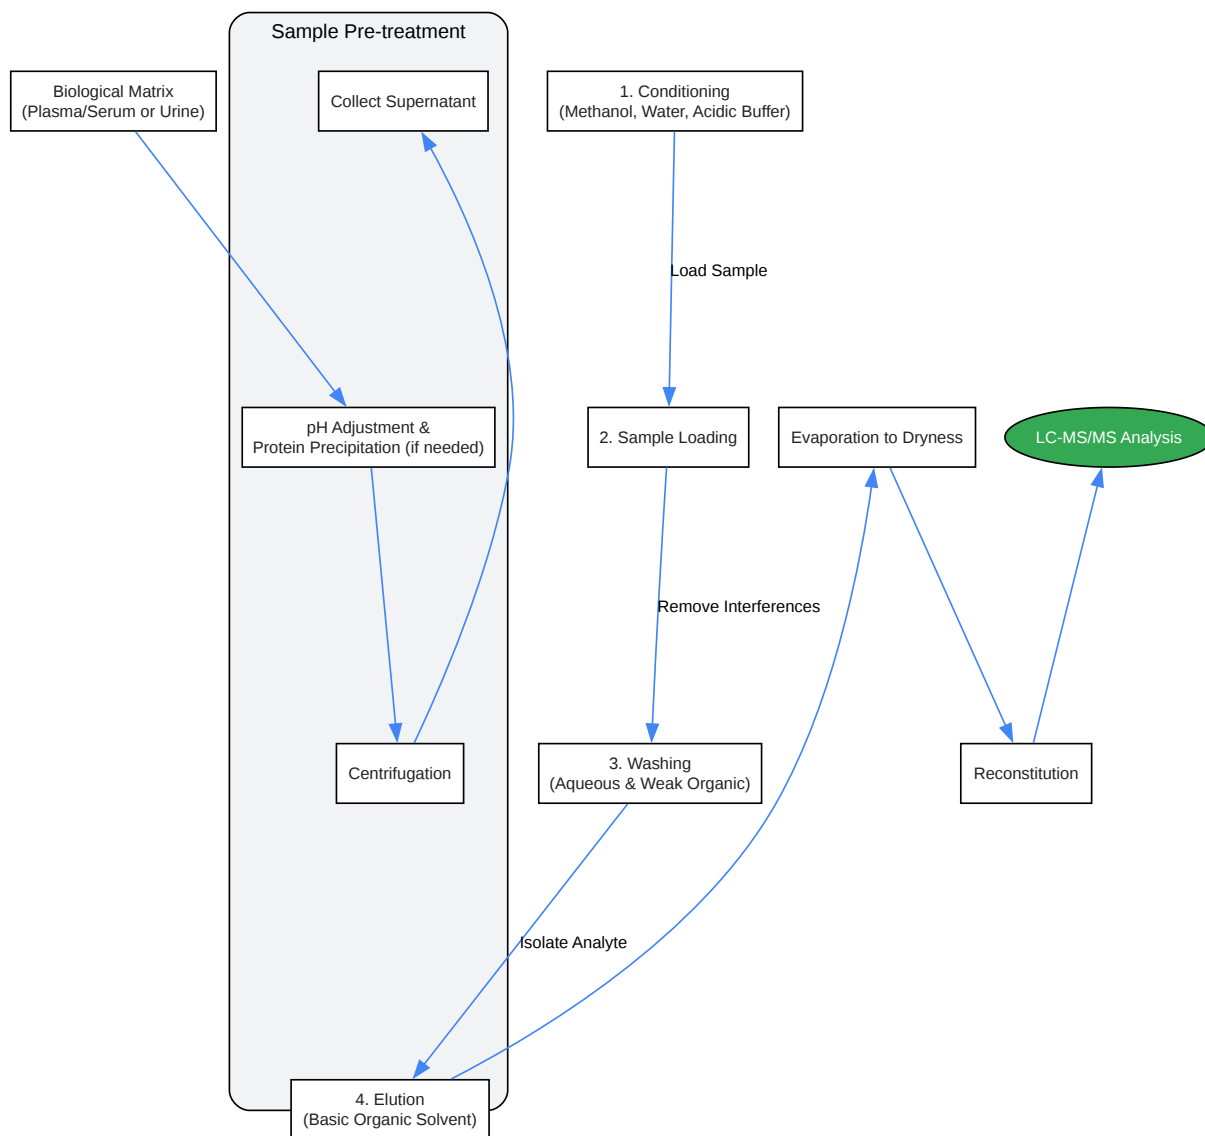 Sample Pre-treatment
Biological Matrix
(Plasma/Serum or Urine)
Collect Supernatant
1. Conditioning
(Methanol, Water, Acidic Buffer)
Load Sample
pH Adjustment &
Protein Precipitation (if needed)
2. Sample Loading
Evaporation to Dryness
LC-MS/MS Analysis
Remove Interferences
Centrifugation
3. Washing
(Aqueous & Weak Organic)
Reconstitution
Isolate Analyte
4. Elution
(Basic Organic Solvent)